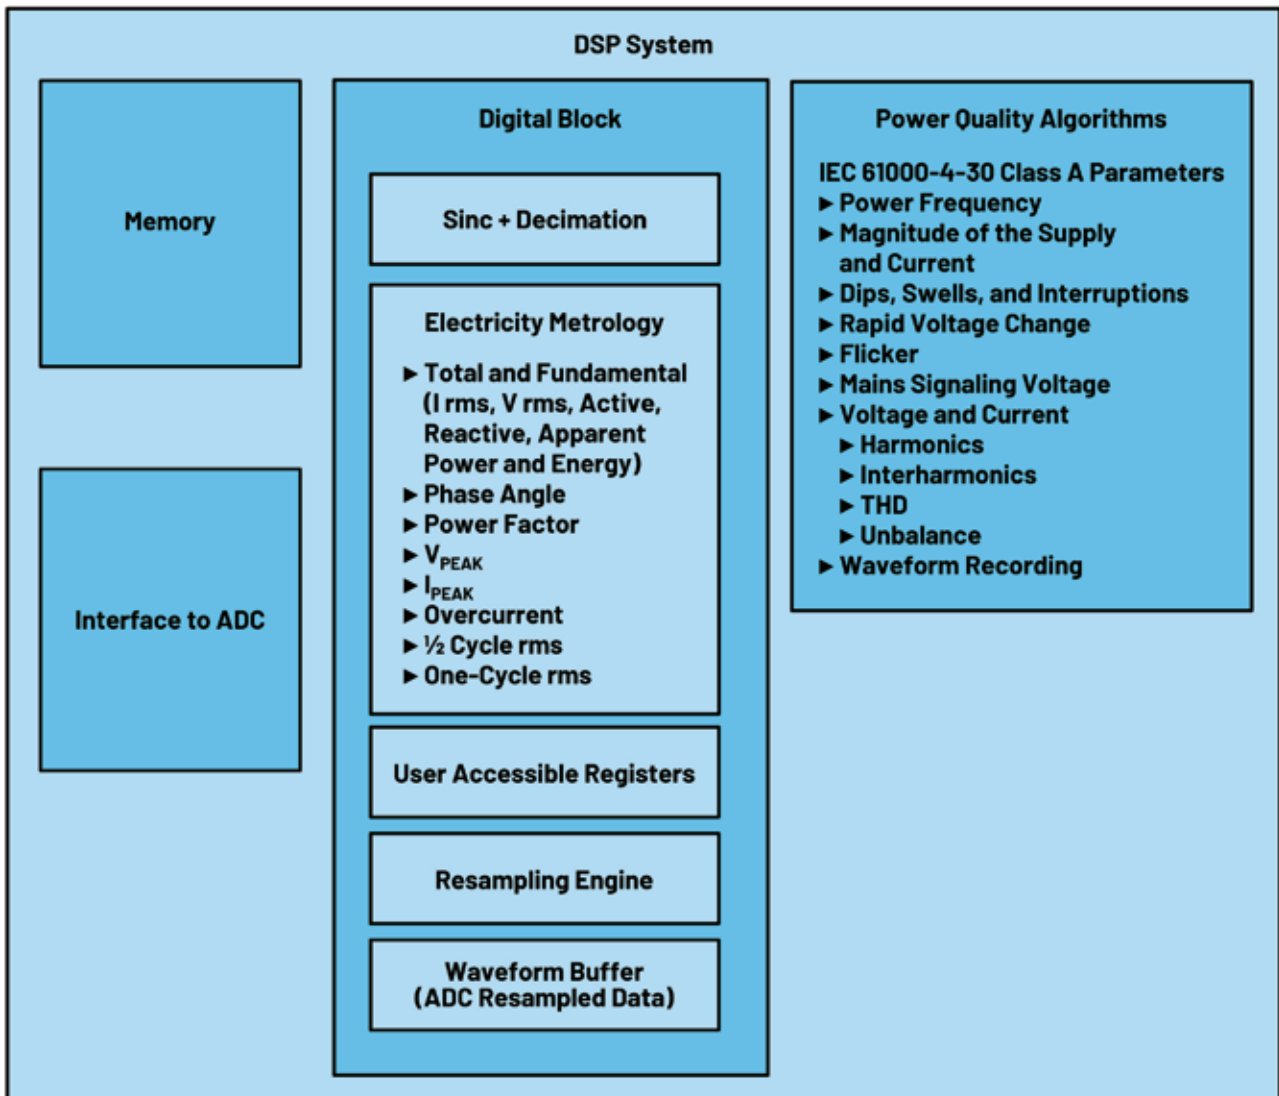 DSP System
Memory
Interface to ADC
Digital Block
Sinc + Decimation
Electricity Metrology
► Total and Fundamental
(I rms, V rms, Active,
Reactive, Apparent
Power and Energy)
► Phase Angle
► Power Factor
► VPEAK
► IPEAK
► Overcurrent
► ½ Cycle rms
► One-Cycle rms
User Accessible Registers
Resampling Engine
Waveform Buffer
(ADC Resampled Data)
Power Quality Algorithms
IEC 61000-4-30 Class A Parameters
► Power Frequency
► Magnitude of the Supply
and Current
► Dips, Swells, and Interruptions
► Rapid Voltage Change
► Flicker
► Mains Signaling Voltage
► Voltage and Current
► Harmonics
► Interharmonics
► THD
► Unbalance
► Waveform Recording